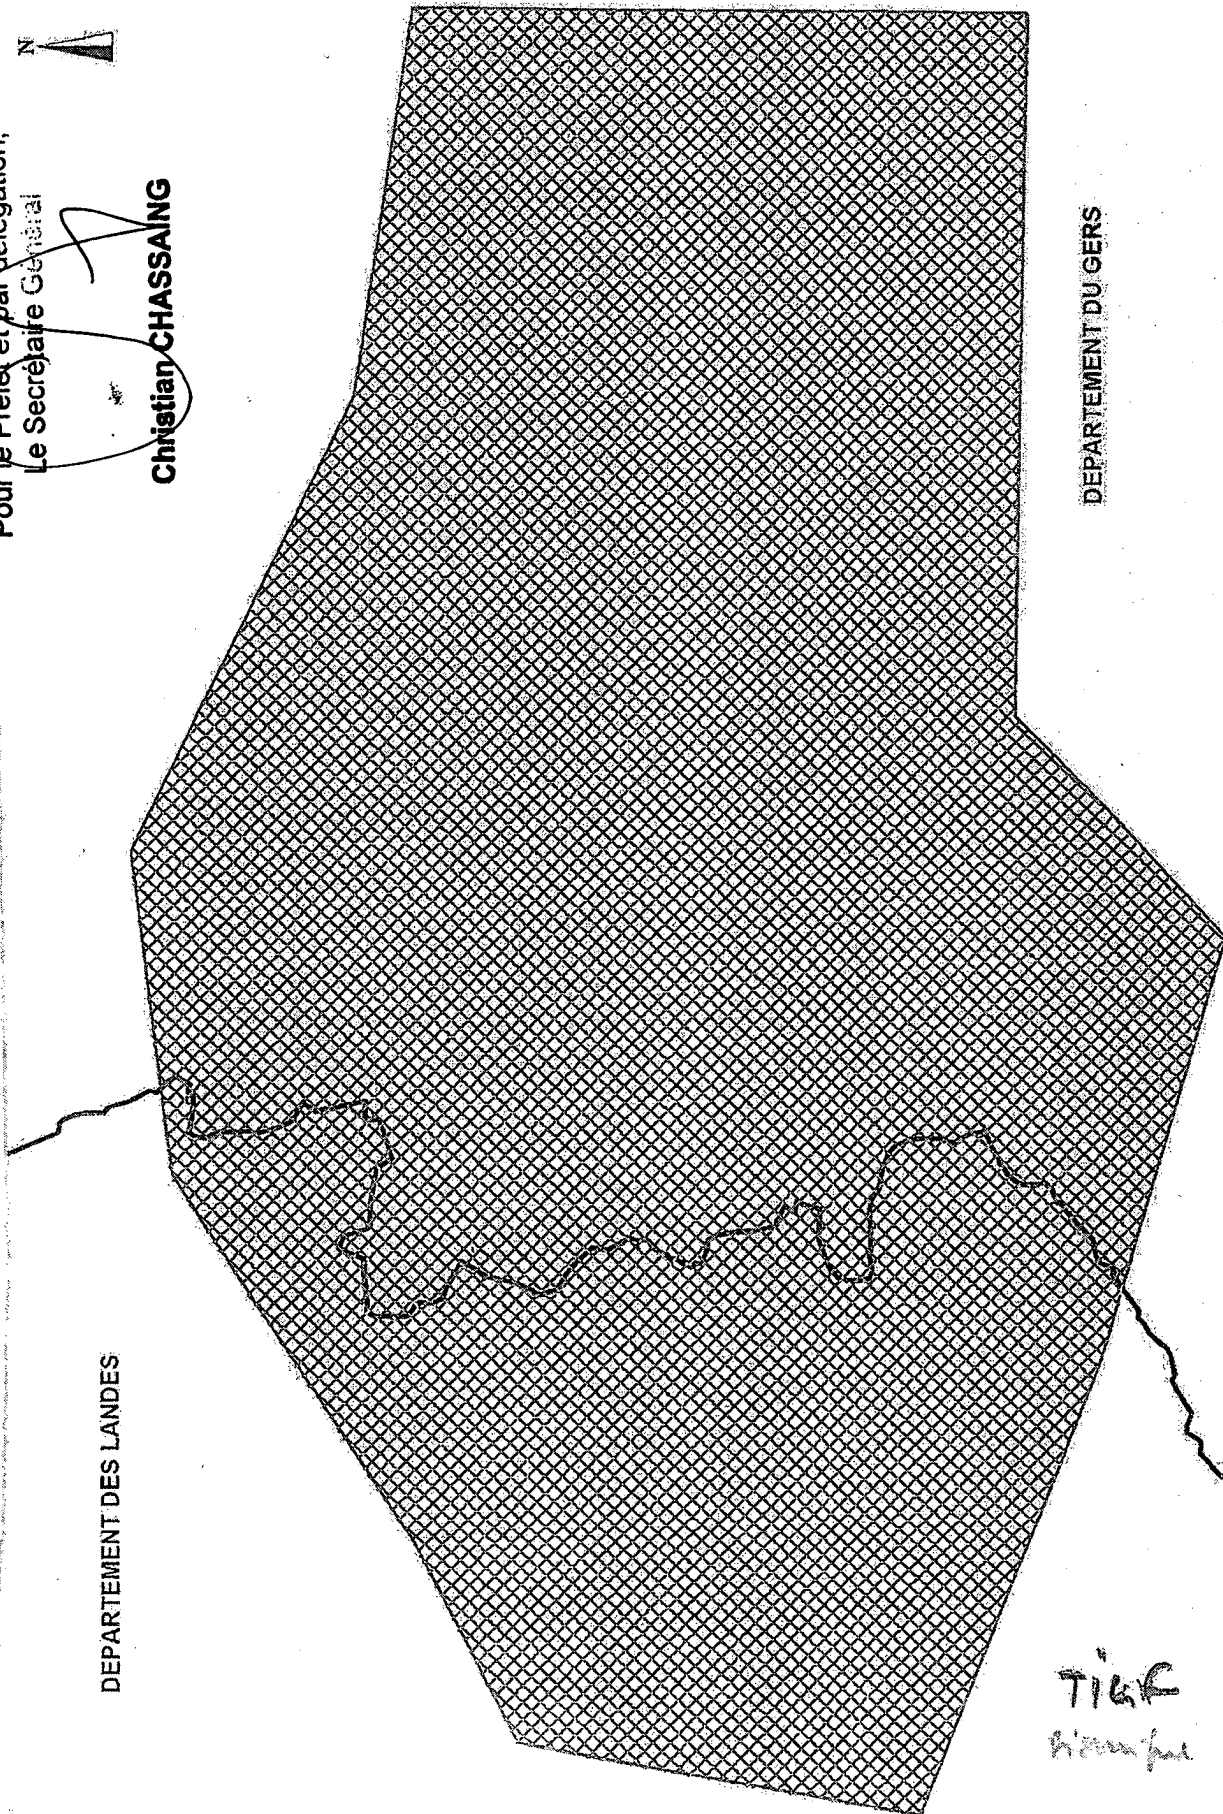 N
Pour le Préfet et par délégation,
Le Secrétaire Général
Christian CHASSAING
DEPARTEMENT DES LANDES
DEPARTEMENT DU GERS
TIGF